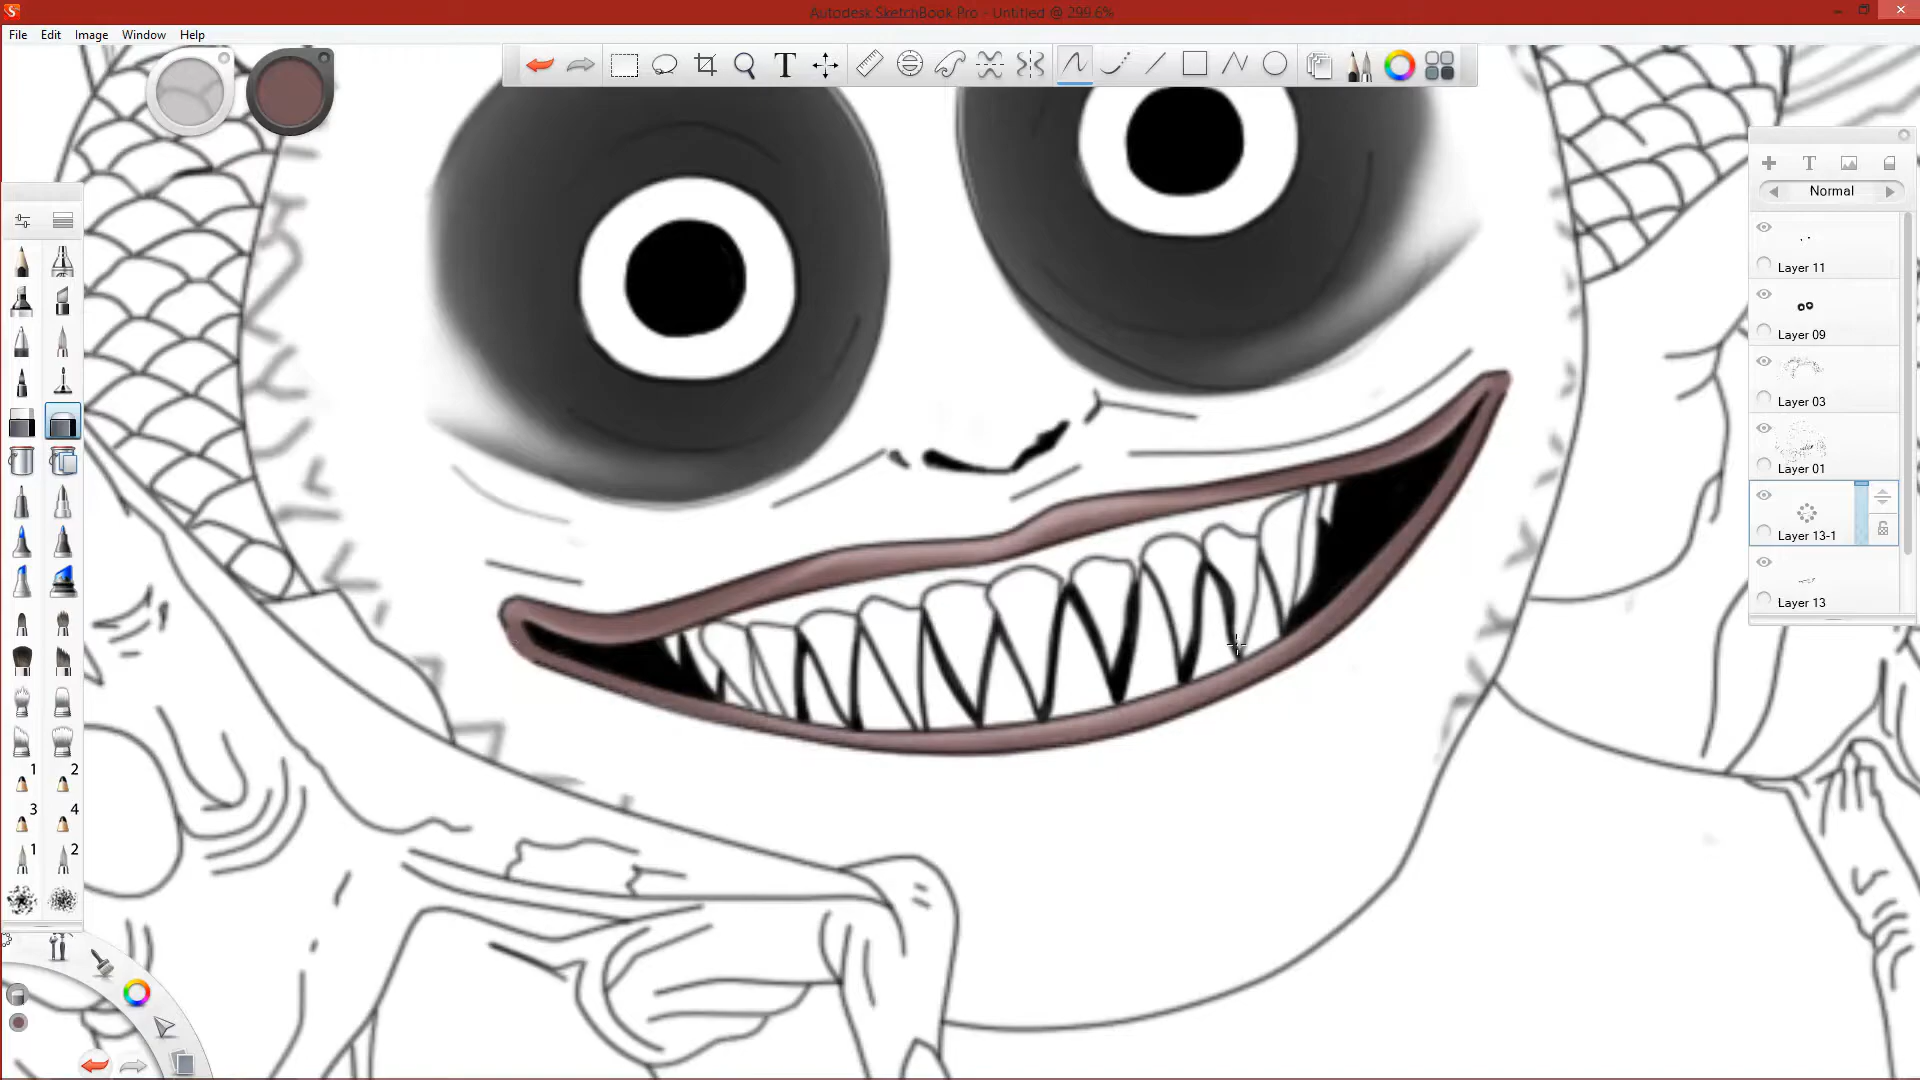 Autodesk SketchBook Pro - Untitled @ 299.6%
File Edit Image Window Help
T
T
Normal
Layer 11
Layer 09
Layer 03
Layer 01
Layer 13-1
Layer 13
1 2
3 4
1 2